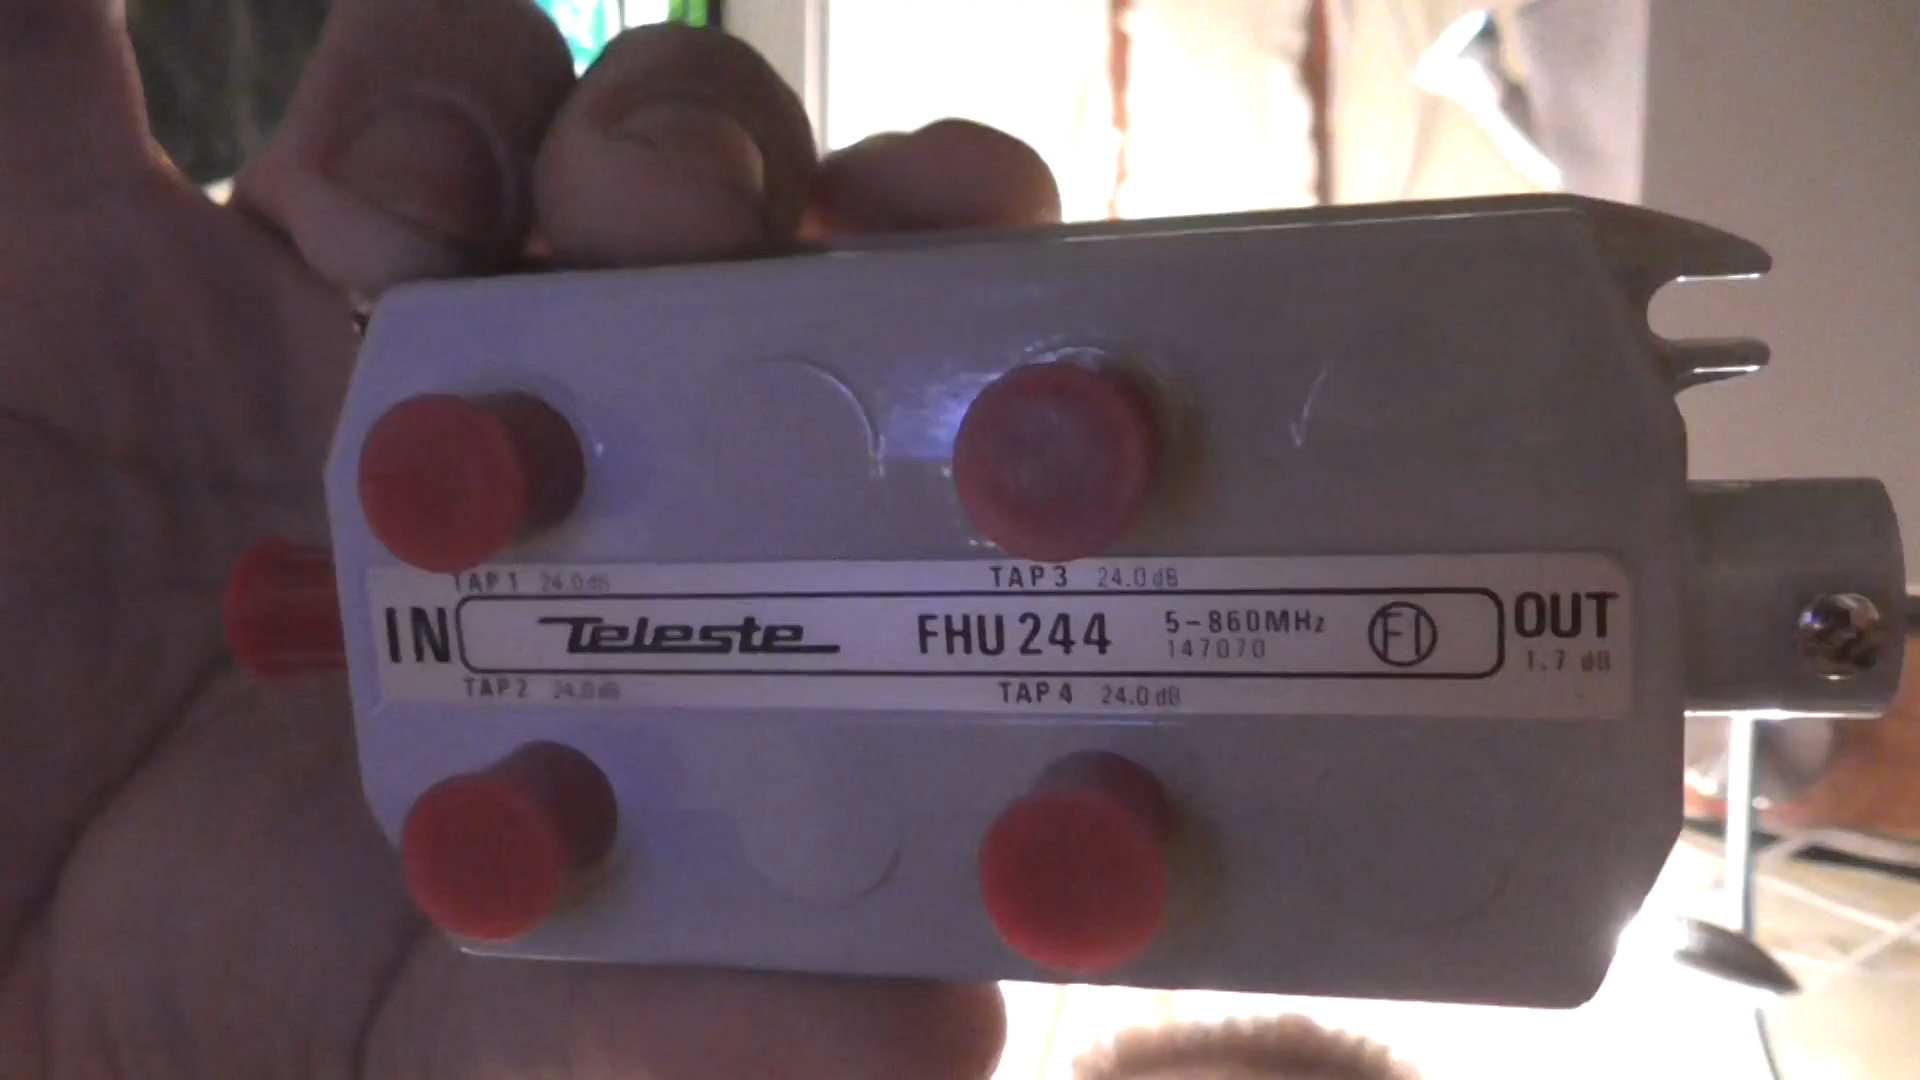 TAP 1 24.0dB
TAP 3 24.0dB
IN Teleste FHU 244 5-860MHz FI OUT
147070 1.7 dB
TAP 2 24.0dB
TAP 4 24.0dB